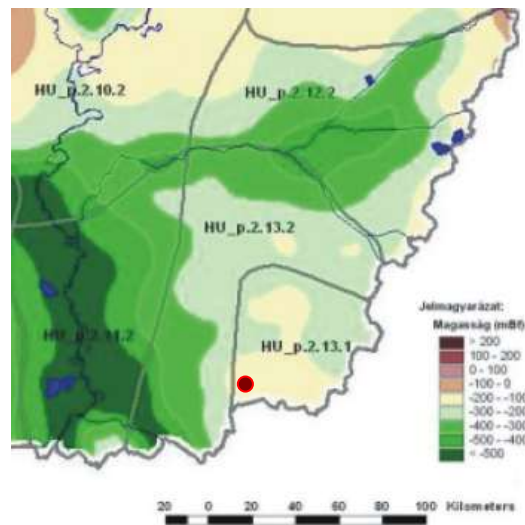 HU_p.2.10.2
HU_p.2.12.2
HU_p.2.13.2
HU_p.2.11.2
HU_p.2.13.1
Jelmagyarázat:
Magasság (mBf)
> 200
100 - 200
0 - 100
-100 - 0
-200 - -100
-300 - -200
-400 - -300
-500 - -400
< -500
20 0 20 40 60 80 100 Kilometers